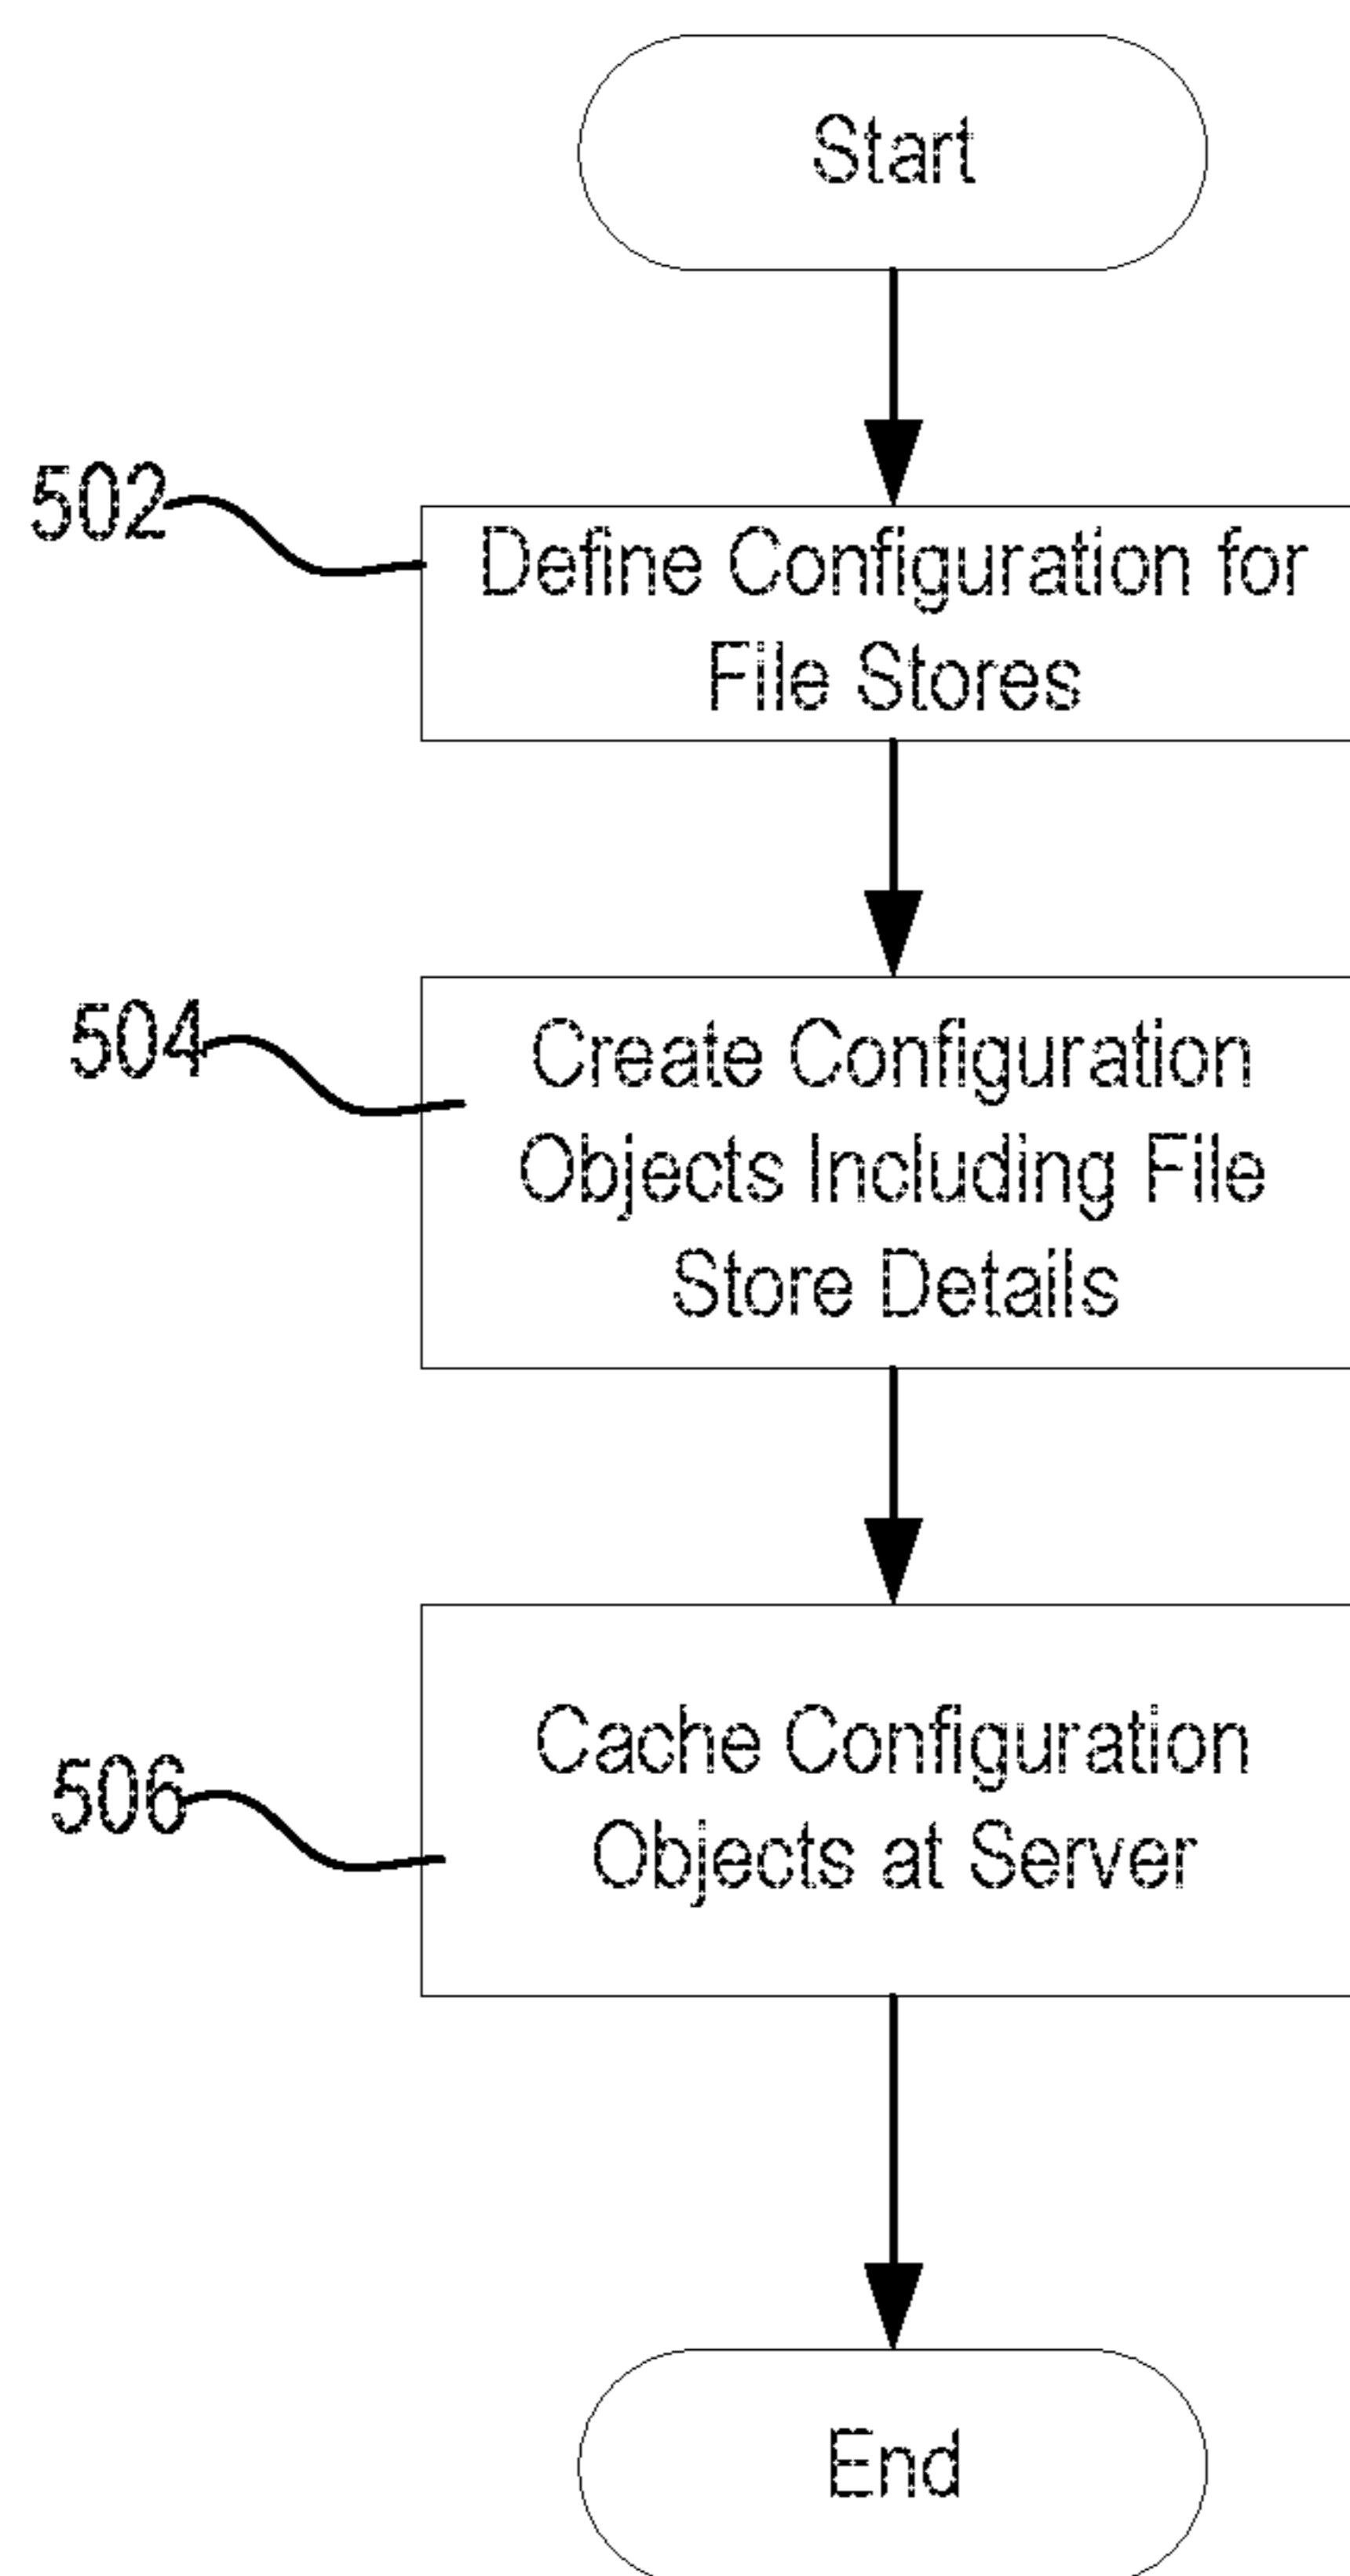 Start
502
Define Configuration for
File Stores
504
Create Configuration
Objects Including File
Store Details
506
Cache Configuration
Objects at Server
End